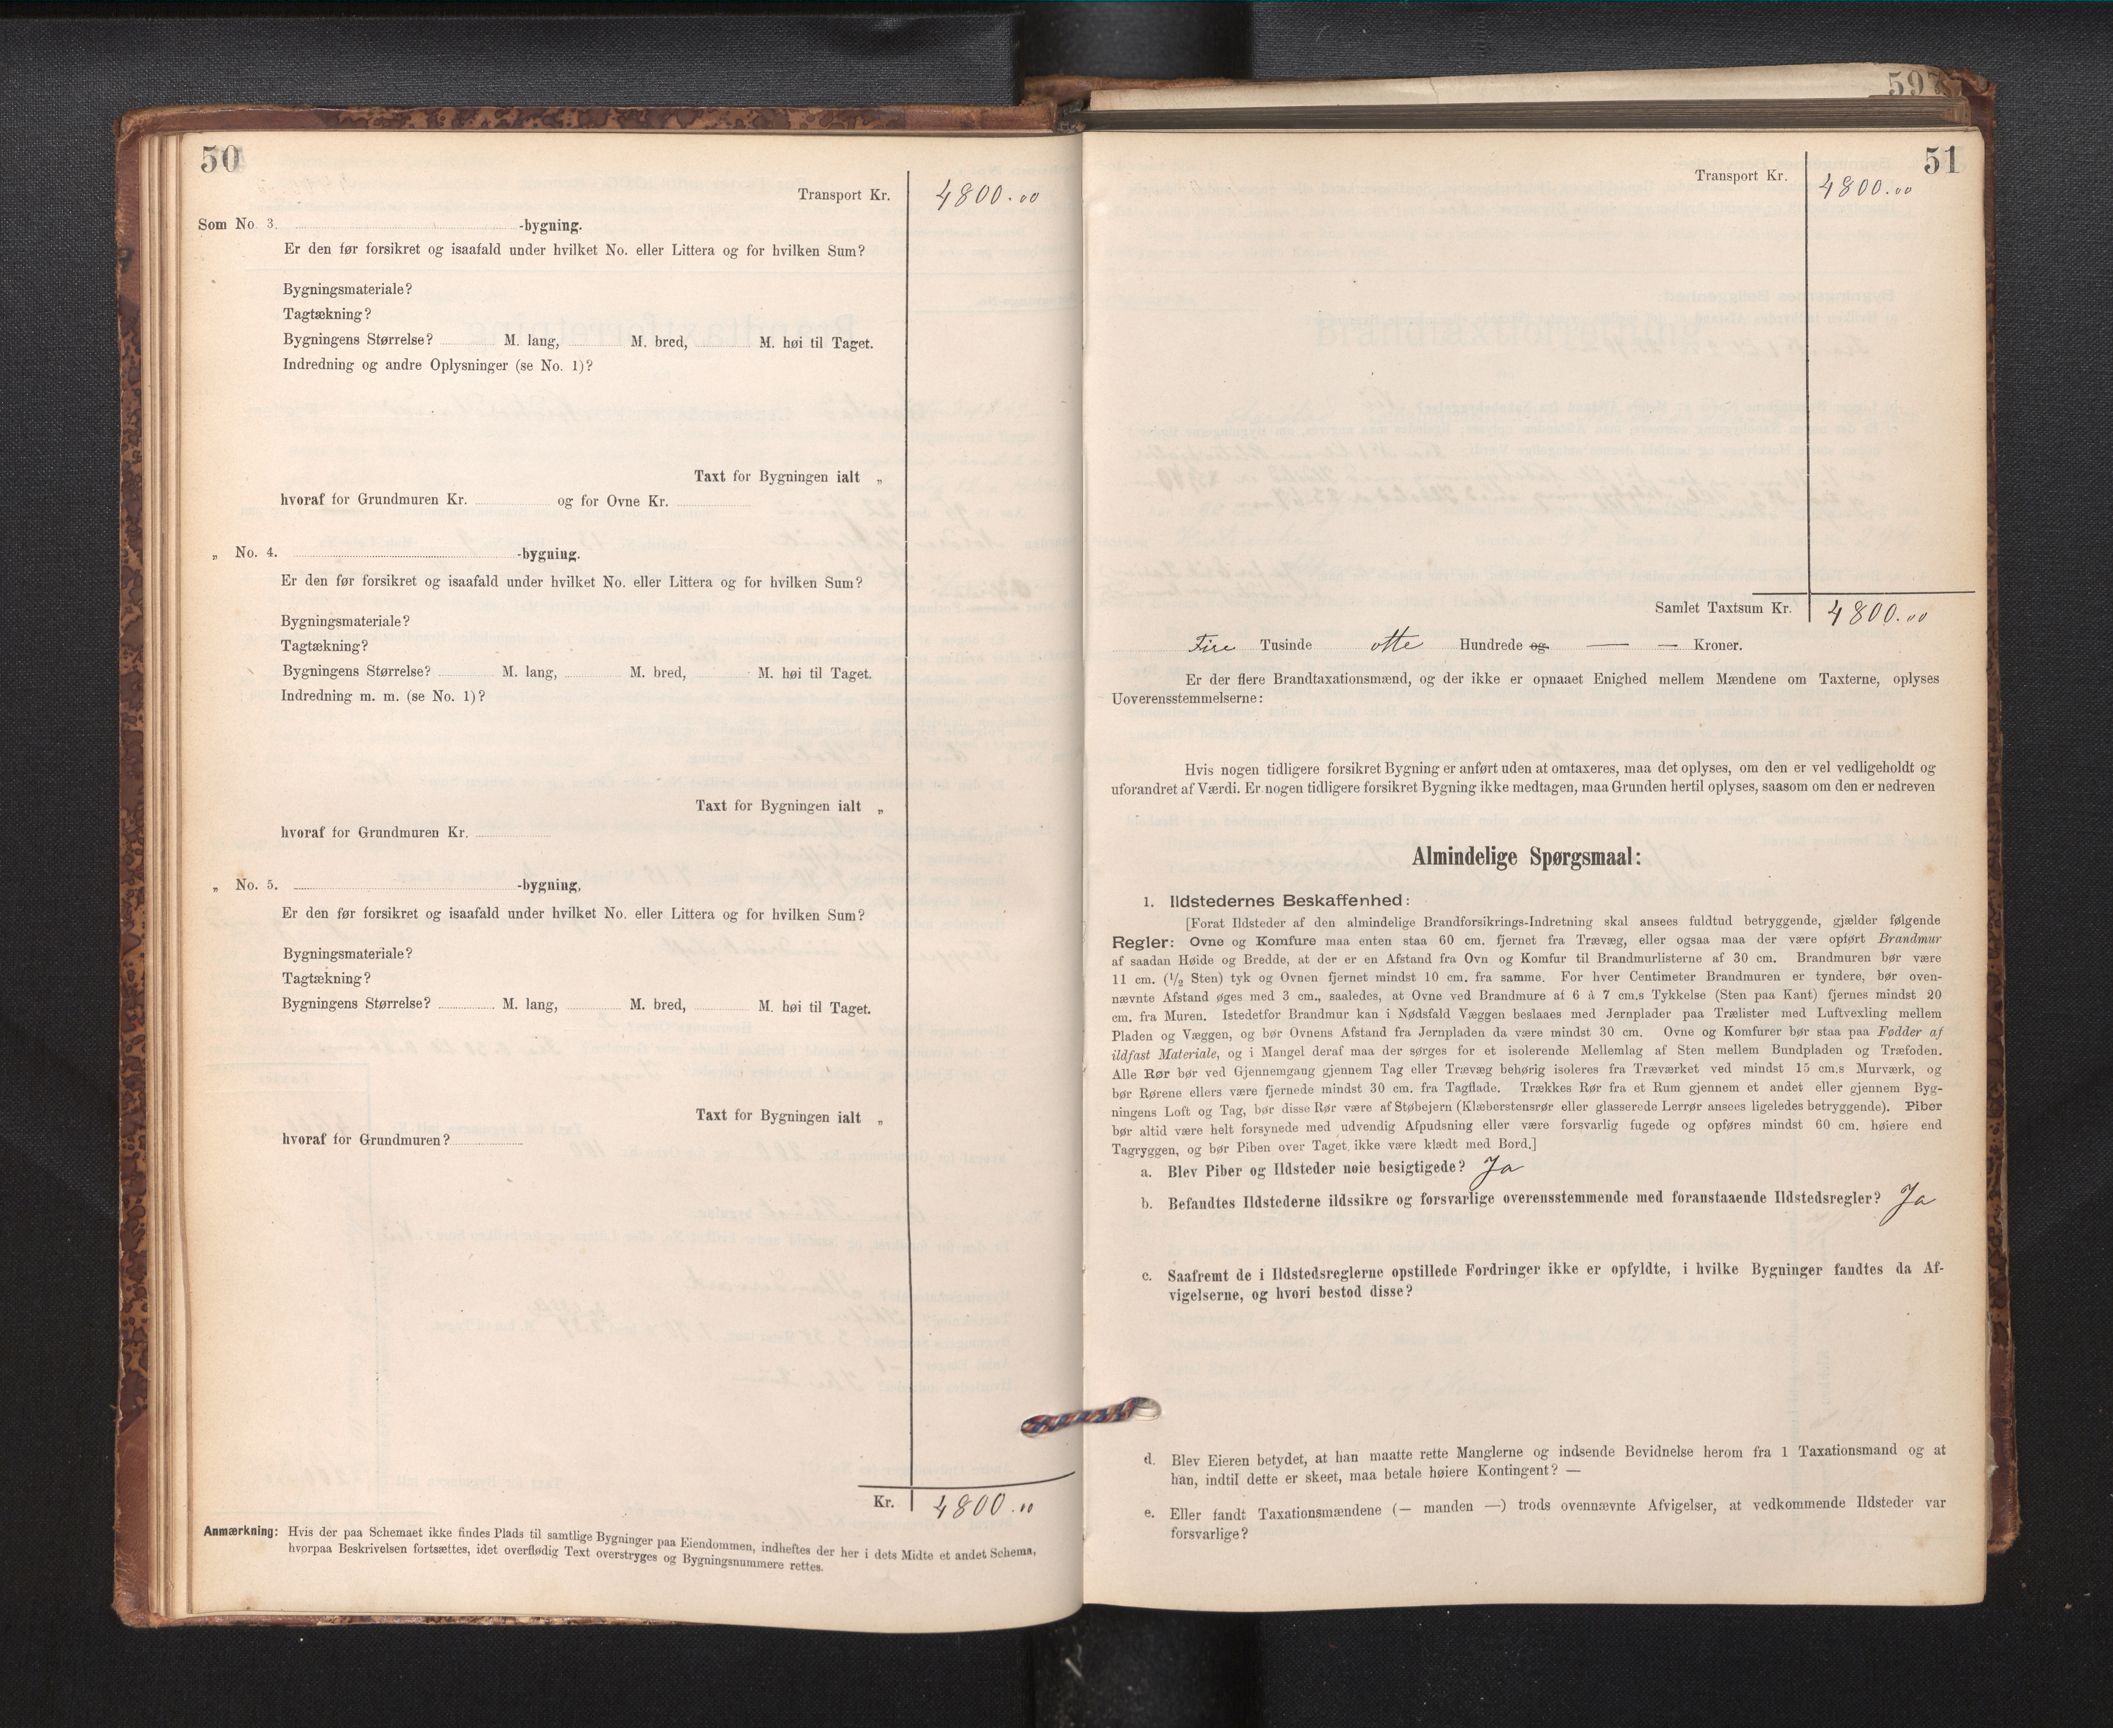 50
Transport Kr. 4800.00
Som No 3. -bygning.
Er den før forsikret og isaafald under hvilket No. eller Littera og for hvilken Sum?
Bygningsmateriale?
Tagtækning?
Bygningens Størrelse? M. lang, M. bred, M. høi til Taget.
Indredning og andre Oplysninger (se No. 1)?
Taxt for Bygningen ialt „
hvoraf for Grundmuren Kr. og for Ovne Kr.
„ No. 4. -bygning.
Er den før forsikret og isaafald under hvilket No. eller Littera og for hvilken Sum?
Bygningsmateriale?
Tagtækning?
Bygningens Størrelse? M. lang, M. bred, M. høi til Taget.
Indredning m. m. (se No. 1)?
Taxt for Bygningen ialt „
hvoraf for Grundmuren Kr.
„ No. 5. -bygning,
Er den før forsikret og isaafald under hvilket No. eller Littera og for hvilken Sum?
Bygningsmateriale?
Tagtækning?
Bygningens Størrelse? M. lang, M. bred, M. høi til Taget.
Taxt for Bygningen ialt „
hvoraf for Grundmuren?
Kr. 4800.00
Anmærkning: Hvis der paa Schemaet ikke findes Plads til samtlige Bygninger paa Eiendommen, indheftes der her i dets Midte et andet Schema,
hvorpaa Beskrivelsen fortsættes, idet overflødig Text overstryges og Bygningsnummere rettes.
597
51
Transport Kr. 4800.00
Samlet Taxtsum Kr. 4800.00
Fire Tusinde otte Hundrede og — — Kroner.
Er der flere Brandtaxationsmænd, og der ikke er opnaaet Enighed mellem Mændene om Taxterne, oplyses
Uoverensstemmelserne:
Hvis nogen tidligere forsikret Bygning er anført uden at omtaxeres, maa det oplyses, om den er vel vedligeholdt og
uforandret af Værdi. Er nogen tidligere forsikret Bygning ikke medtagen, maa Grunden hertil oplyses, saasom om den er nedreven
Almindelige Spørgsmaal:
1. Ildstedernes Beskaffenhed:
[Forat Ildsteder af den almindelige Brandforsikrings-Indretning skal ansees fuldtud betryggende, gjælder følgende
Regler: Ovne og Komfure maa enten staa 60 cm. fjernet fra Trævæg, eller ogsaa maa der være opført Brandmur
af saadan Høide og Bredde, at der er en Afstand fra Ovn og Komfur til Brandmurlisterne af 30 cm. Brandmuren bør være
11 cm. (1/2 Sten) tyk og Ovnen fjernet mindst 10 cm. fra samme. For hver Centimeter Brandmuren er tyndere, bør oven-
nævnte Afstand øges med 3 cm., saaledes, at Ovne ved Brandmure af 6 à 7 cm.s Tykkelse (Sten paa Kant) fjernes mindst 20
cm. fra Muren. Istedetfor Brandmur kan i Nødsfald Væggen beslaaes med Jernplader paa Trælister med Luftvexling mellem
Pladen og Væggen, og bør Ovnens Afstand fra Jernpladen da være mindst 30 cm. Ovne og Komfurer bør staa paa Fødder af
ildfast Materiale, og i Mangel deraf maa der sørges for et isolerende Mellemlag af Sten mellem Bundpladen og Træfoden.
Alle Rør bør ved Gjennemgang gjennem Tag eller Trævæg behørig isoleres fra Træværket ved mindst 15 cm.s Murværk, og
bør Rørene ellers være fjernede mindst 30 cm. fra Tagflade. Trækkes Rør fra et Rum gjennem et andet eller gjennem Byg-
ningens Loft og Tag, bør disse Rør være af Støbejern (Klæberstensrør eller glasserede Lerrør ansees ligeledes betryggende). Piber
bør altid være helt forsynede med udvendig Afpudsning eller være forsvarlig fugede og opføres mindst 60 cm. høiere end
Tagryggen, og bør Piben over Taget ikke være klædt med Bord.]
a. Blev Piber og Ildsteder nøie besigtigede? Ja
b. Befandtes Ildstederne ildssikre og forsvarlige overensstemmende med foranstaaende Ildstedsregler? Ja
c. Saafremt de i Ildstedsreglerne opstillede Fordringer ikke er opfyldte, i hvilke Bygninger fandtes da Af-
vigelserne, og hvori bestod disse?
d. Blev Eieren betydet, at han maatte rette Manglerne og indsende Bevidnelse herom fra 1 Taxationsmand og at
han, indtil dette er skeet, maa betale høiere Kontingent? —
e. Eller fandt Taxationsmændene (— manden —) trods ovennævnte Afvigelser, at vedkommende Ildsteder var
forsvarlige?